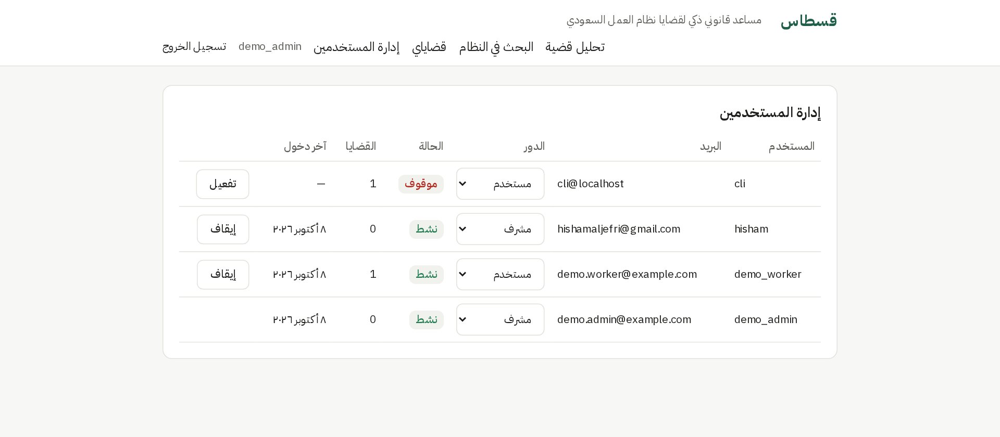 قسطاس مساعد قانوني ذكي لقضايا نظام العمل السعودي
تحليل قضية البحث في النظام قضاياي إدارة المستخدمين demo_admin تسجيل الخروج
إدارة المستخدمين
المستخدم البريد الدور الحالة القضايا آخر دخول
cli cli@localhost مستخدم موقوف 1 — تفعيل
hisham hishamaljefri@gmail.com مشرف نشط 0 ٨ أكتوبر ٢٠٢٦ إيقاف
demo_worker demo.worker@example.com مستخدم نشط 1 ٨ أكتوبر ٢٠٢٦ إيقاف
demo_admin demo.admin@example.com مشرف نشط 0 ٨ أكتوبر ٢٠٢٦